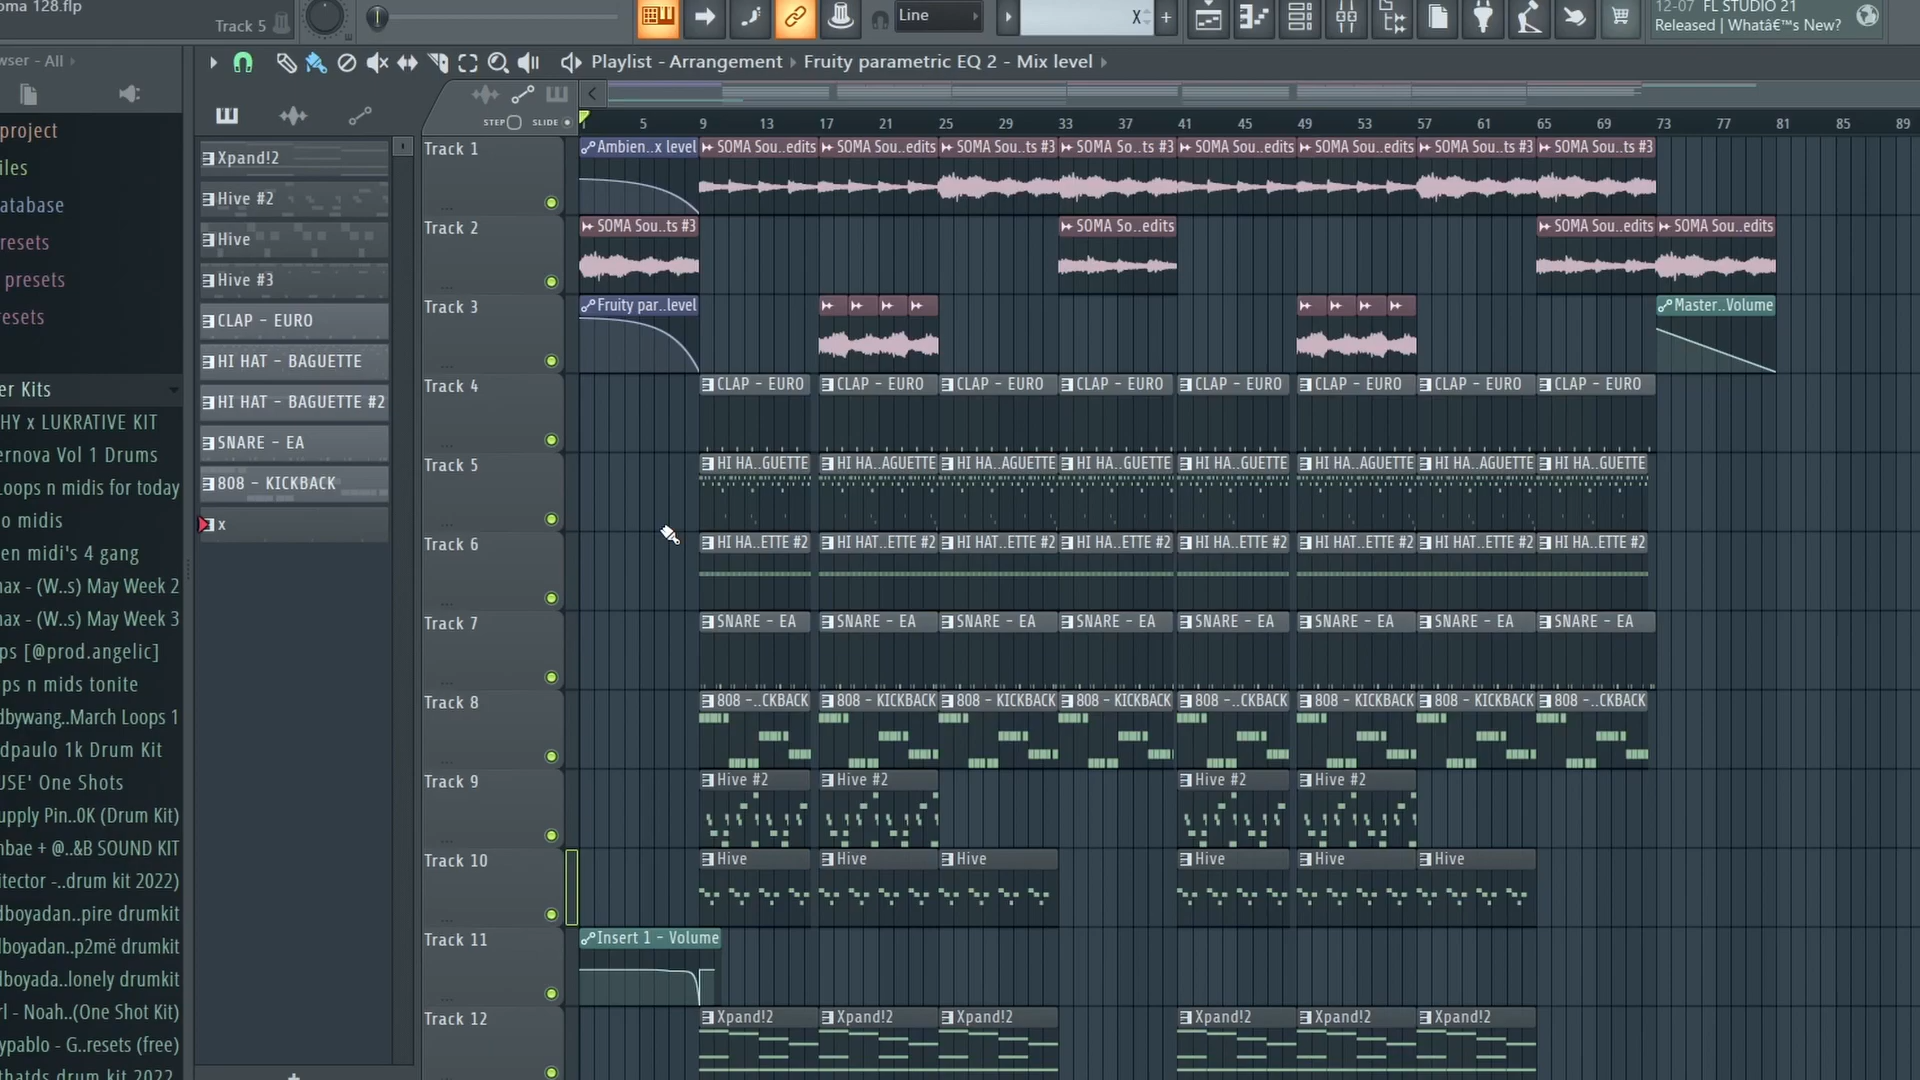 oma 128.flp
Track 5
Line
X
12-07 FL STUDIO 21
Released | Whatâ€™s New?
wser - All
Playlist - Arrangement › Fruity parametric EQ 2 - Mix level ›
STEP SLIDE
1 5 9 13 17 21 25 29 33 37 41 45 49 53 57 61 65 69 73 77 81 85 89
project
iles
atabase
resets
presets
resets
er Kits
HY x LUKRATIVE KIT
ernova Vol 1 Drums
Loops n midis for today
o midis
en midi's 4 gang
max - (W..s) May Week 2
max - (W..s) May Week 3
ps [@prod.angelic]
ps n mids tonite
dbywang..March Loops 1
dpaulo 1k Drum Kit
USE' One Shots
upply Pin..0K (Drum Kit)
nbae + @..&B SOUND KIT
itector -..drum kit 2022)
dboyadan..pire drumkit
lboyadan..p2më drumkit
dboyada..lonely drumkit
rl - Noah..(One Shot Kit)
ypablo - G..resets (free)
thatds drum kit 2022
Xpand!2
Hive #2
Hive
Hive #3
CLAP - EURO
HI HAT - BAGUETTE
HI HAT - BAGUETTE #2
SNARE - EA
808 - KICKBACK
x
Track 1 Ambien..x level SOMA Sou..edits SOMA Sou..edits SOMA Sou..ts #3 SOMA So..ts #3 SOMA Sou..edits SOMA Sou..edits SOMA Sou..ts #3 SOMA Sou..ts #3
Track 2 SOMA Sou..ts #3 SOMA So..edits SOMA Sou..edits SOMA Sou..edits
Track 3 Fruity par..level Master..Volume
Track 4 CLAP - EURO CLAP - EURO CLAP - EURO CLAP - EURO CLAP - EURO CLAP - EURO CLAP - EURO CLAP - EURO
Track 5 HI HA..GUETTE HI HA..AGUETTE HI HA..AGUETTE HI HA..GUETTE HI HA..GUETTE HI HA..AGUETTE HI HA..AGUETTE HI HA..GUETTE
Track 6 HI HA..ETTE #2 HI HAT..ETTE #2 HI HAT..ETTE #2 HI HA..ETTE #2 HI HA..ETTE #2 HI HAT..ETTE #2 HI HAT..ETTE #2 HI HA..ETTE #2
Track 7 SNARE - EA SNARE - EA SNARE - EA SNARE - EA SNARE - EA SNARE - EA SNARE - EA SNARE - EA
Track 8 808 -..CKBACK 808 - KICKBACK 808 - KICKBACK 808 - KICKBACK 808 -..CKBACK 808 - KICKBACK 808 - KICKBACK 808 -..CKBACK
Track 9 Hive #2 Hive #2 Hive #2 Hive #2
Track 10 Hive Hive Hive Hive Hive Hive
Track 11 Insert 1 - Volume
Track 12 Xpand!2 Xpand!2 Xpand!2 Xpand!2 Xpand!2 Xpand!2